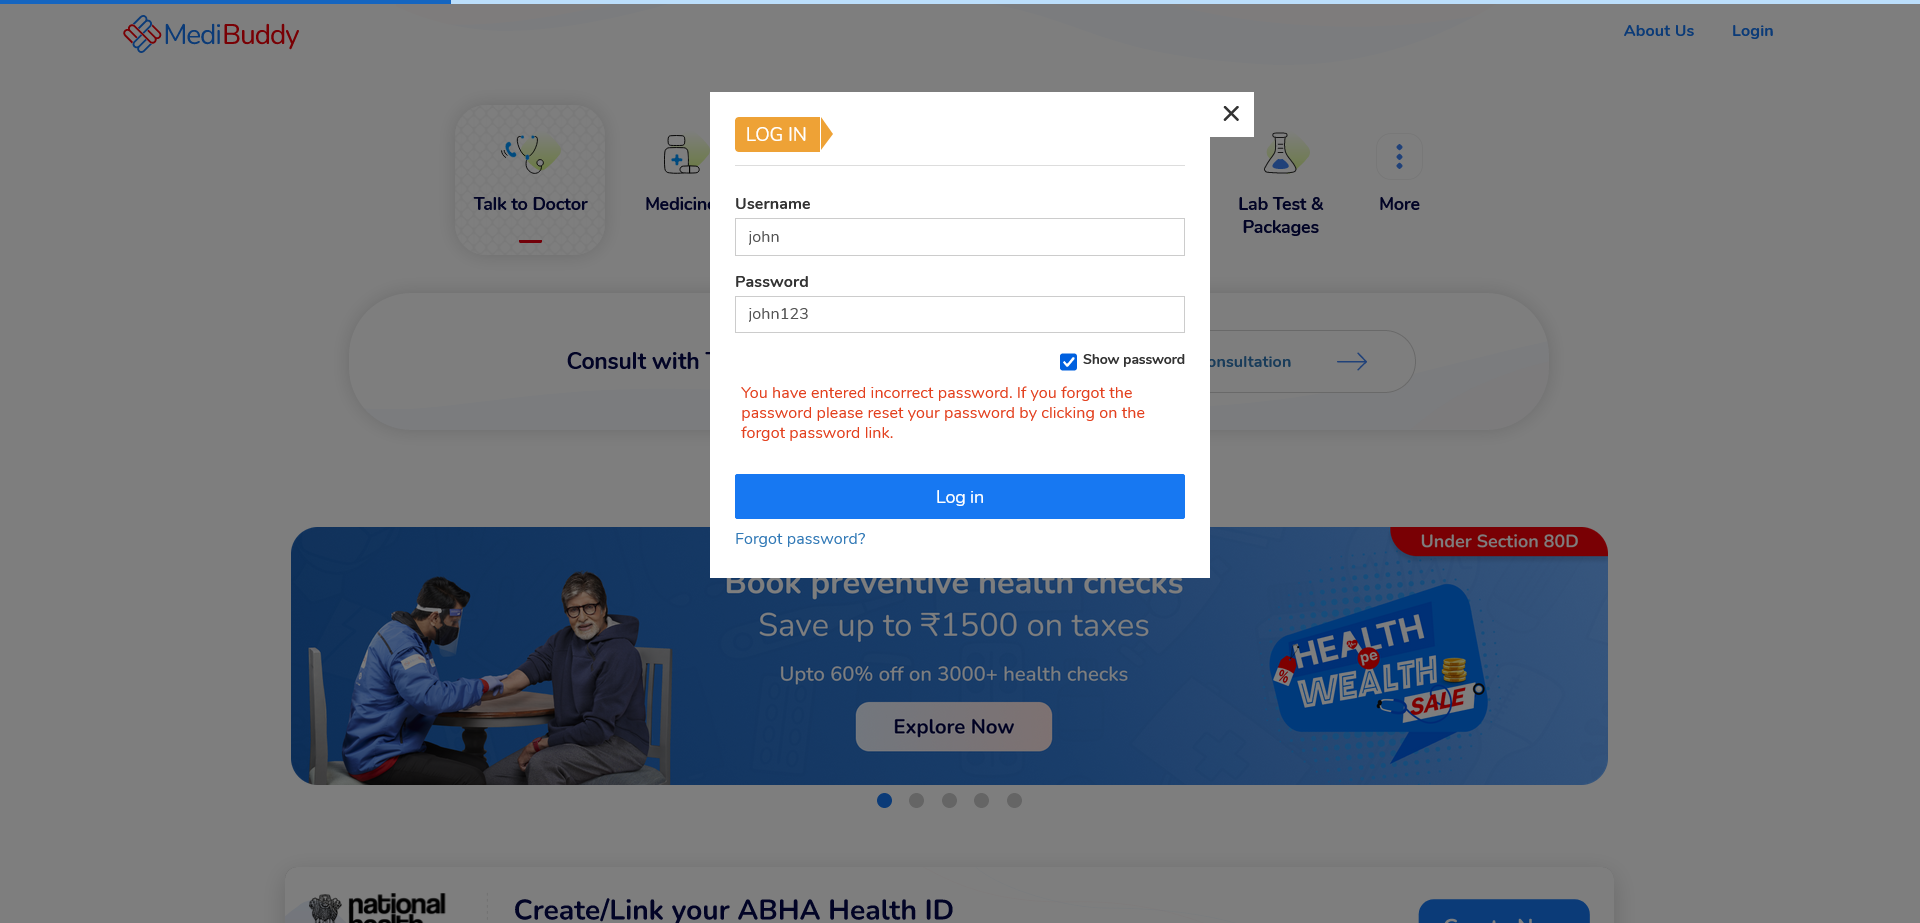 MediBuddy
About Us
Login
LOG IN
Username
john
Password
john123
Show password
You have entered incorrect password. If you forgot the
password please reset your password by clicking on the
forgot password link.
Log in
Forgot password?
Talk to Doctor
Lab Test &
Packages
More
Consult with
Under Section 80D
Book preventive health checks
Save up to ₹1500 on taxes
Upto 60% off on 3000+ health checks
Explore Now
HEALTH
pe
WEALTH
%
SALE
national
health
Create/Link your ABHA Health ID